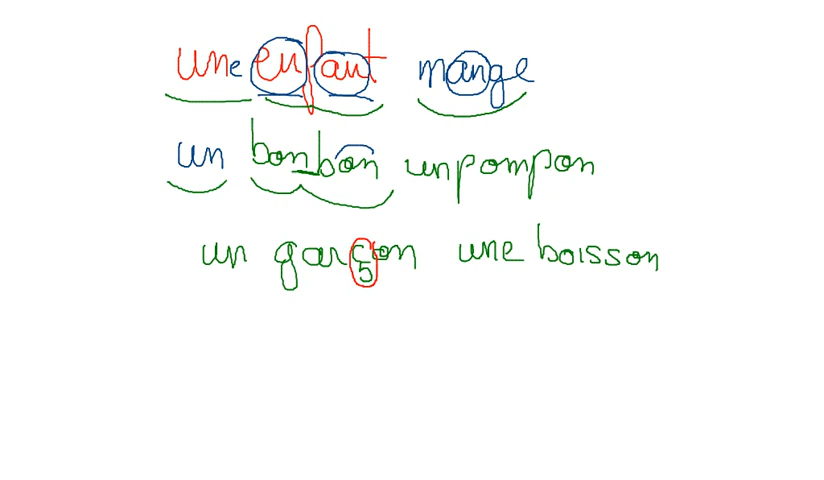 une enfant mange
un bonbon un pompon
un garçon une boisson